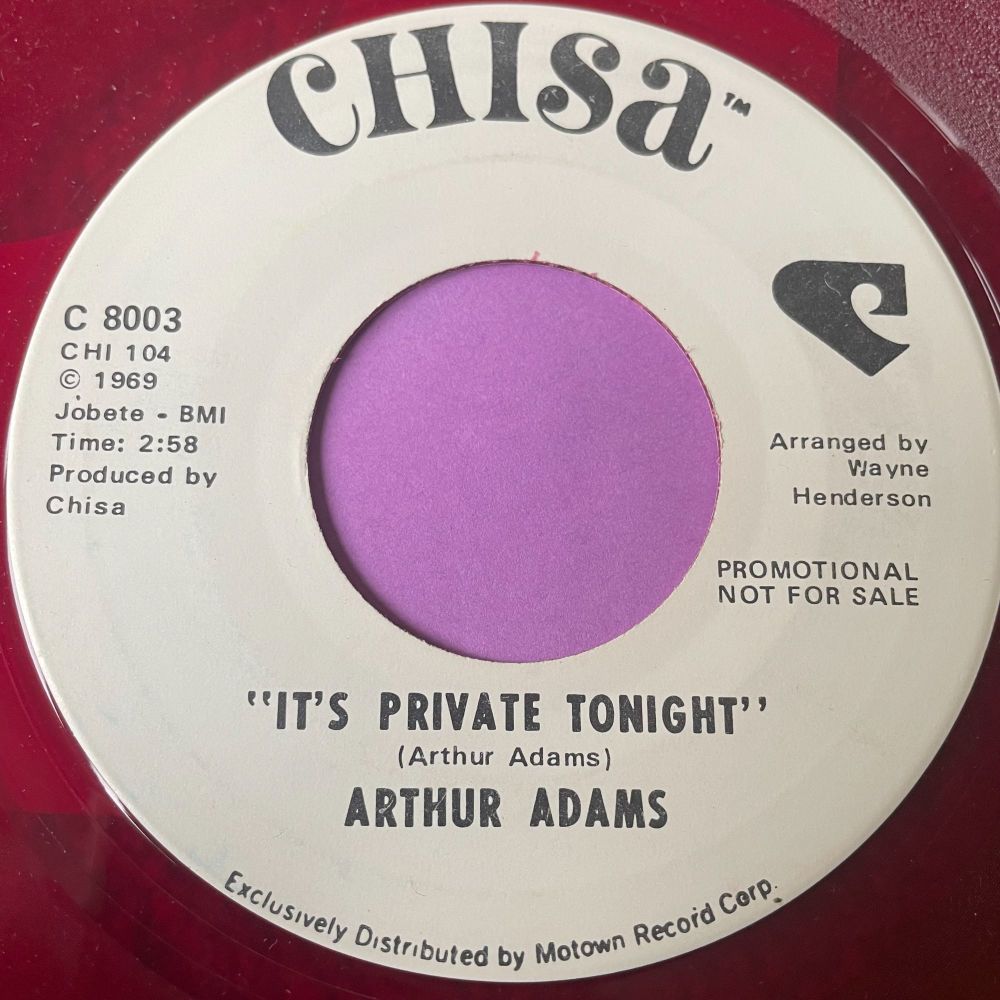 CHISA™
C 8003
CHI 104
© 1969
Jobete - BMI
Time: 2:58
Produced by
Chisa
Arranged by
Wayne
Henderson
PROMOTIONAL
NOT FOR SALE
"IT'S PRIVATE TONIGHT"
(Arthur Adams)
ARTHUR ADAMS
Exclusively Distributed by Motown Record Corp.